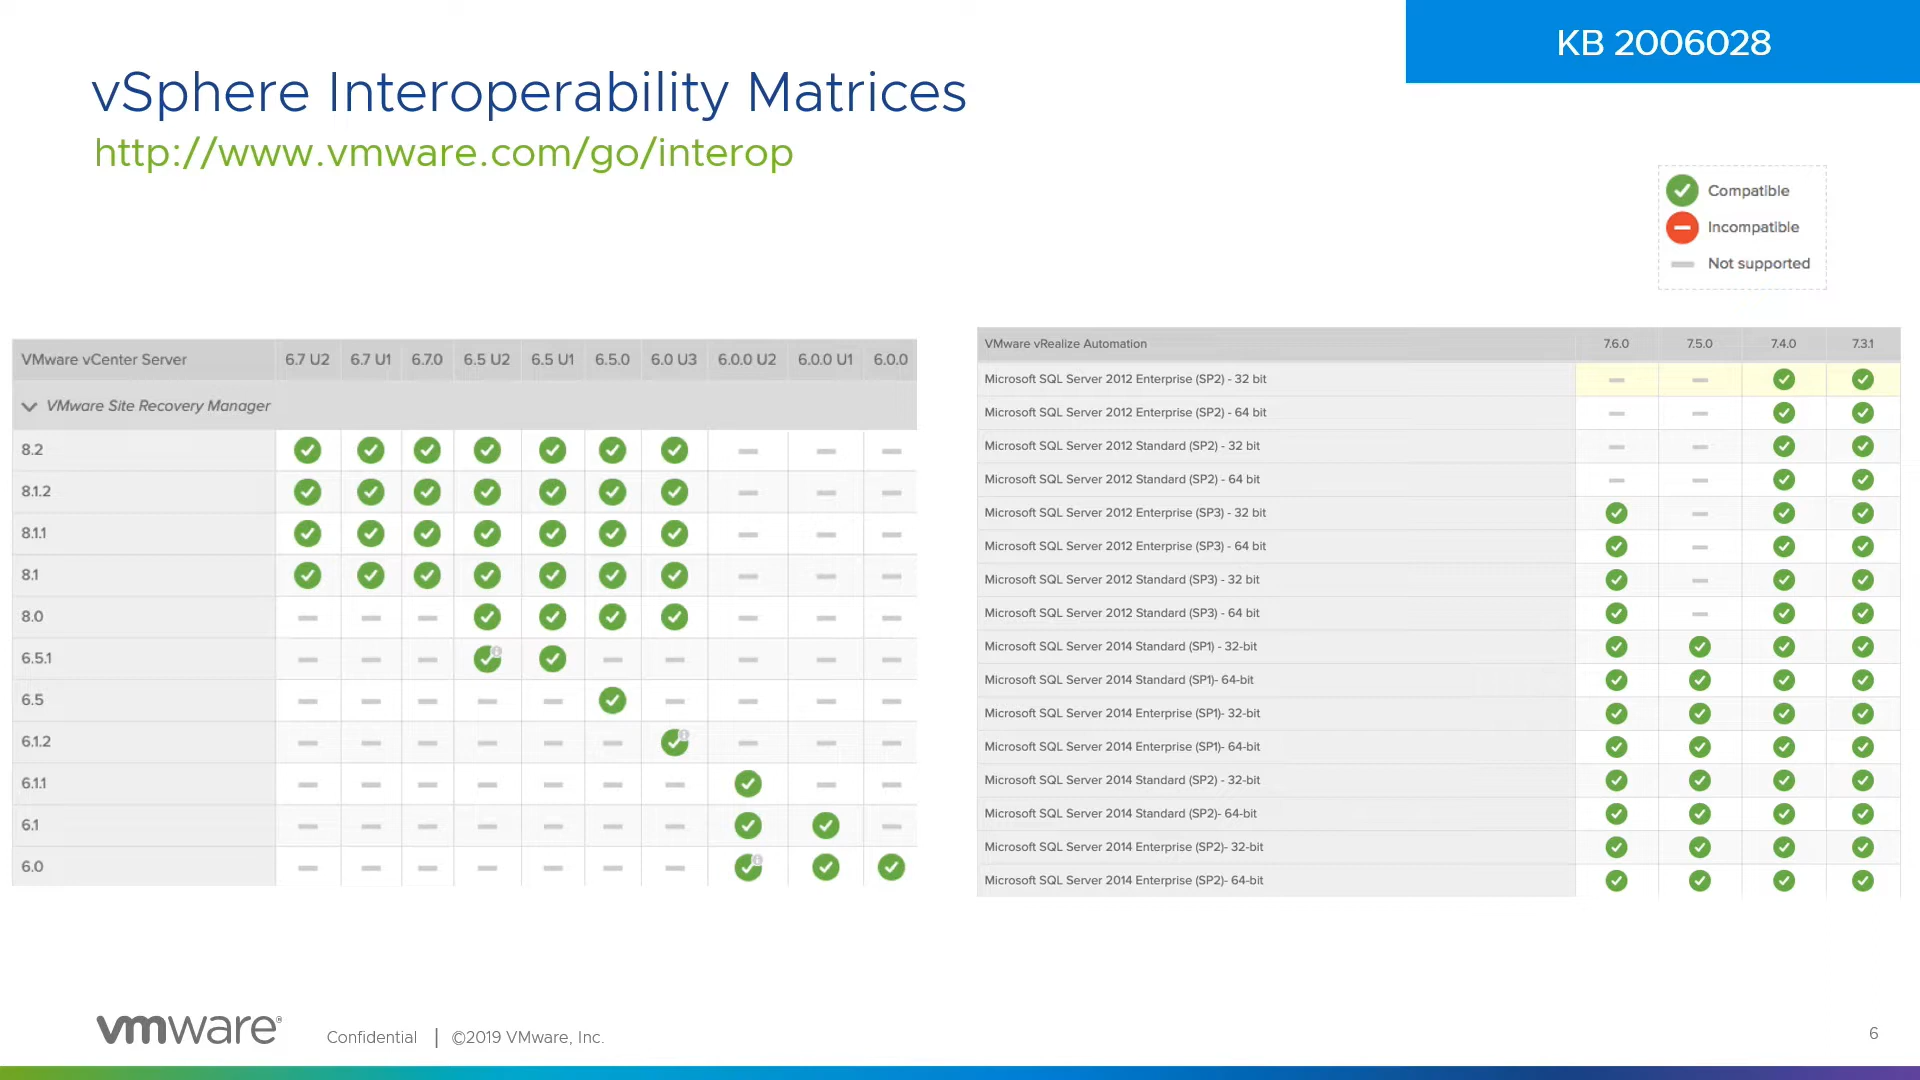 KB 2006028
vSphere Interoperability Matrices
http://www.vmware.com/go/interop
Compatible
Incompatible
Not supported
VMware vCenter Server 6.7 U2 6.7 U1 6.7.0 6.5 U2 6.5 U1 6.5.0 6.0 U3 6.0.0 U2 6.0.0 U1 6.0.0
VMware Site Recovery Manager
8.2
8.1.2
8.1.1
8.1
8.0
6.5.1
6.5
6.1.2
6.1.1
6.1
6.0
VMware vRealize Automation 7.6.0 7.5.0 7.4.0 7.3.1
Microsoft SQL Server 2012 Enterprise (SP2) - 32 bit
Microsoft SQL Server 2012 Enterprise (SP2) - 64 bit
Microsoft SQL Server 2012 Standard (SP2) - 32 bit
Microsoft SQL Server 2012 Standard (SP2) - 64 bit
Microsoft SQL Server 2012 Enterprise (SP3) - 32 bit
Microsoft SQL Server 2012 Enterprise (SP3) - 64 bit
Microsoft SQL Server 2012 Standard (SP3) - 32 bit
Microsoft SQL Server 2012 Standard (SP3) - 64 bit
Microsoft SQL Server 2014 Standard (SP1) - 32-bit
Microsoft SQL Server 2014 Standard (SP1)- 64-bit
Microsoft SQL Server 2014 Enterprise (SP1)- 32-bit
Microsoft SQL Server 2014 Enterprise (SP1)- 64-bit
Microsoft SQL Server 2014 Standard (SP2) - 32-bit
Microsoft SQL Server 2014 Standard (SP2)- 64-bit
Microsoft SQL Server 2014 Enterprise (SP2)- 32-bit
Microsoft SQL Server 2014 Enterprise (SP2)- 64-bit
vmware® Confidential | ©2019 VMware, Inc. 6